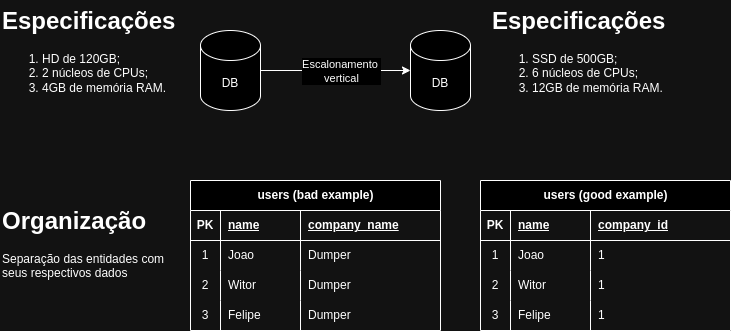 Especificações
1. HD de 120GB;
2. 2 núcleos de CPUs;
3. 4GB de memória RAM.
DB
Escalonamento
vertical
DB
Especificações
1. SSD de 500GB;
2. 6 núcleos de CPUs;
3. 12GB de memória RAM.
Organização
Separação das entidades com
seus respectivos dados
users (bad example)
PK name company_name
1 Joao Dumper
2 Witor Dumper
3 Felipe Dumper
users (good example)
PK name company_id
1 Joao 1
2 Witor 1
3 Felipe 1